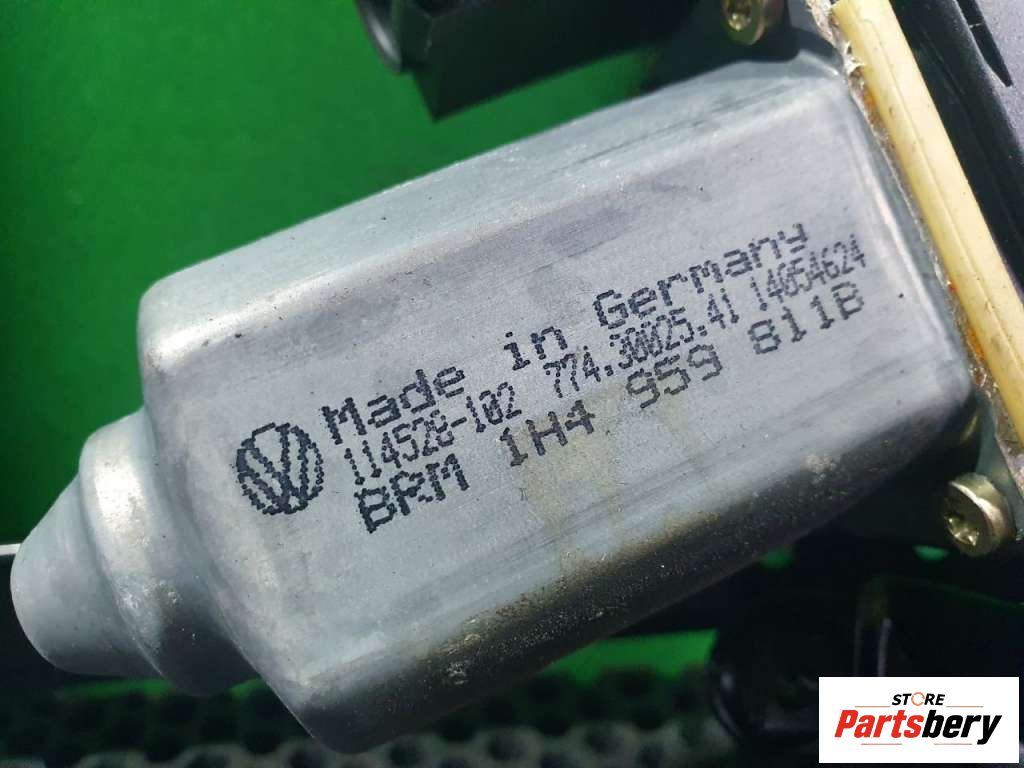 Made in Germany
114528-102 774.30025.41 14054624
BRM 1H4 959 811B
STORE
Partsbery